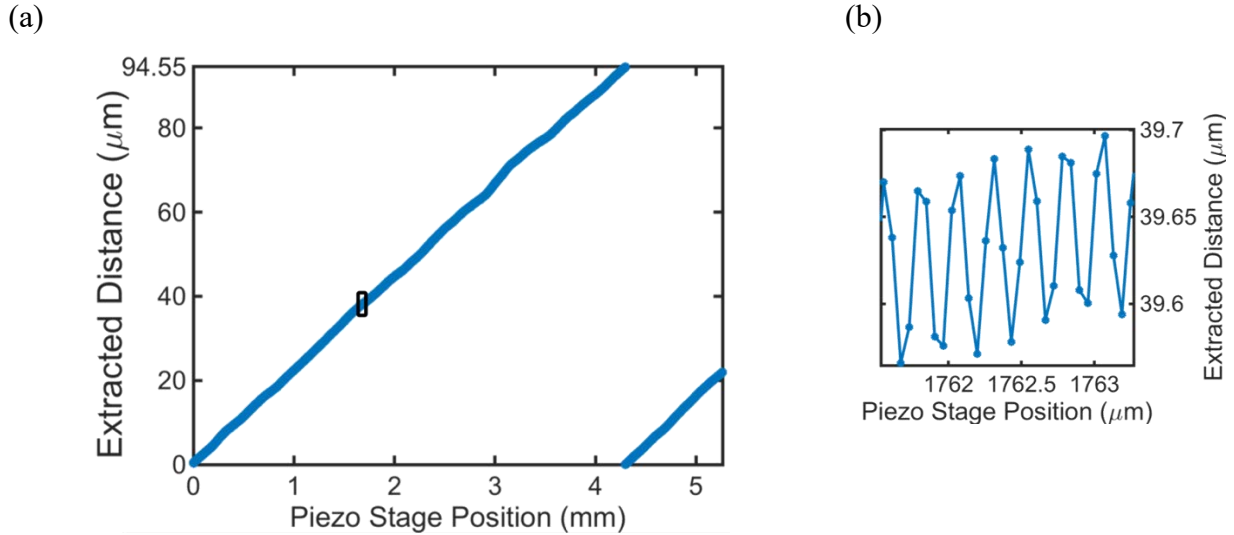 (a)
94.55
80
60
40
20
0
Extracted Distance (μm)
0 1 2 3 4 5
Piezo Stage Position (mm)
(b)
39.7
39.65
39.6
Extracted Distance (μm)
1762 1762.5 1763
Piezo Stage Position (μm)